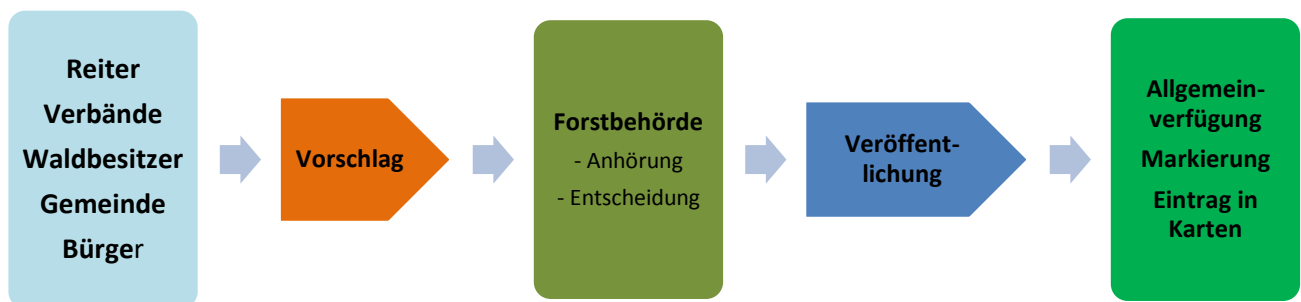 Reiter
Verbände
Waldbesitzer
Gemeinde
Bürger
Vorschlag
Forstbehörde
- Anhörung
- Entscheidung
Veröffent-
lichung
Allgemein-
verfügung
Markierung
Eintrag in
Karten